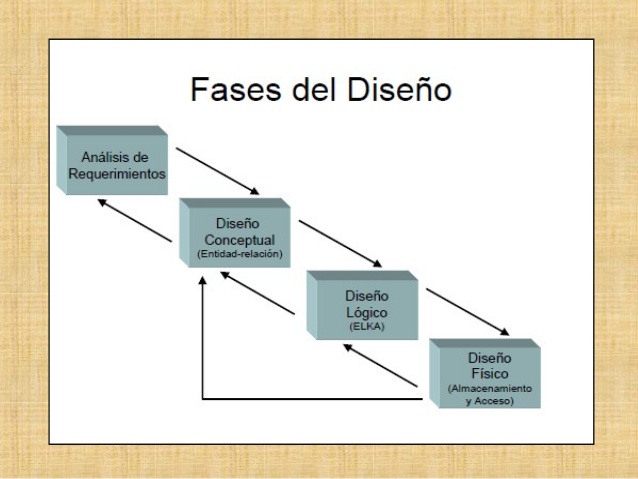 Fases del Diseño
Análisis de
Requerimientos
Diseño
Conceptual
(Entidad-relación)
Diseño
Lógico
(ELKA)
Diseño
Físico
(Almacenamiento
y Acceso)